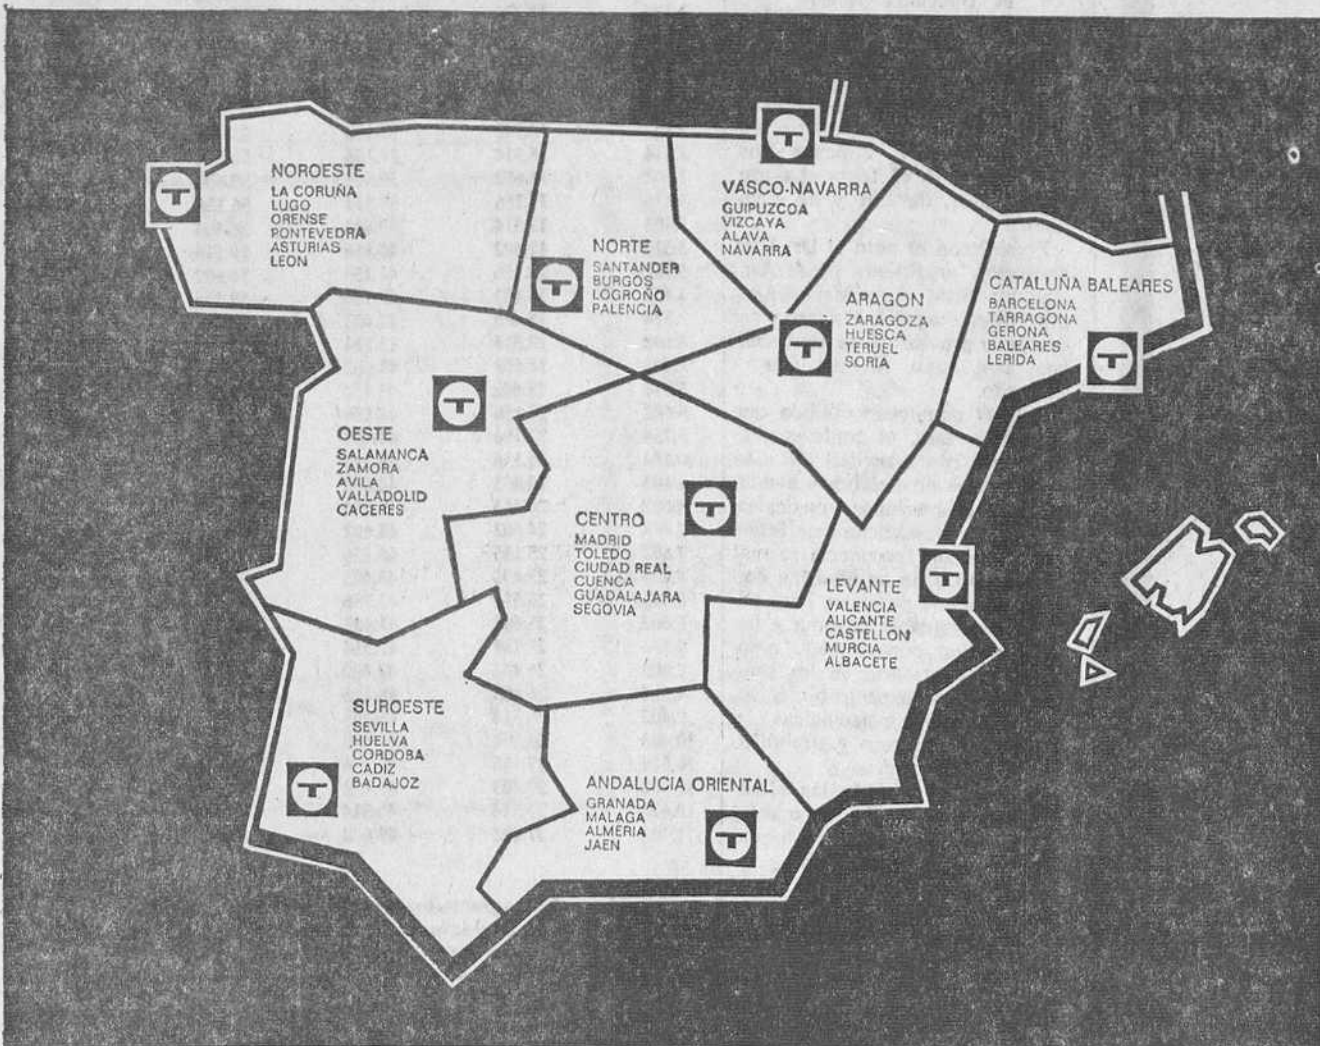 NOROESTE
LA CORUÑA
LUGO
ORENSE
PONTEVEDRA
ASTURIAS
LEON
VASCO-NAVARRA
GUIPUZCOA
VIZCAYA
ALAVA
NAVARRA
NORTE
SANTANDER
BURGOS
LOGROÑO
PALENCIA
ARAGON
ZARAGOZA
HUESCA
TERUEL
SORIA
CATALUÑA BALEARES
BARCELONA
TARRAGONA
GERONA
BALEARES
LERIDA
OESTE
SALAMANCA
ZAMORA
AVILA
VALLADOLID
CACERES
CENTRO
MADRID
TOLEDO
CIUDAD REAL
CUENCA
GUADALAJARA
SEGOVIA
LEVANTE
VALENCIA
ALICANTE
CASTELLON
MURCIA
ALBACETE
SUROESTE
SEVILLA
HUELVA
CORDOBA
CADIZ
BADAJOZ
ANDALUCIA ORIENTAL
GRANADA
MALAGA
ALMERIA
JAEN